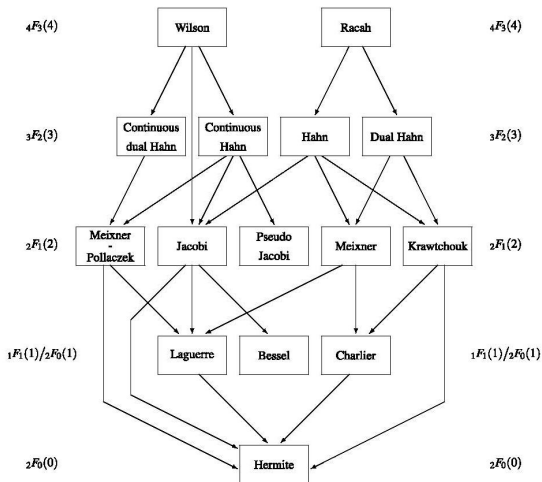 ₄F₃(4) Wilson Racah ₄F₃(4)
₃F₂(3) Continuous dual Hahn Continuous Hahn Hahn Dual Hahn ₃F₂(3)
₂F₁(2) Meixner - Pollaczek Jacobi Pseudo Jacobi Meixner Krawtchouk ₂F₁(2)
₁F₁(1)/₂F₀(1) Laguerre Bessel Charlier ₁F₁(1)/₂F₀(1)
₂F₀(0) Hermite ₂F₀(0)